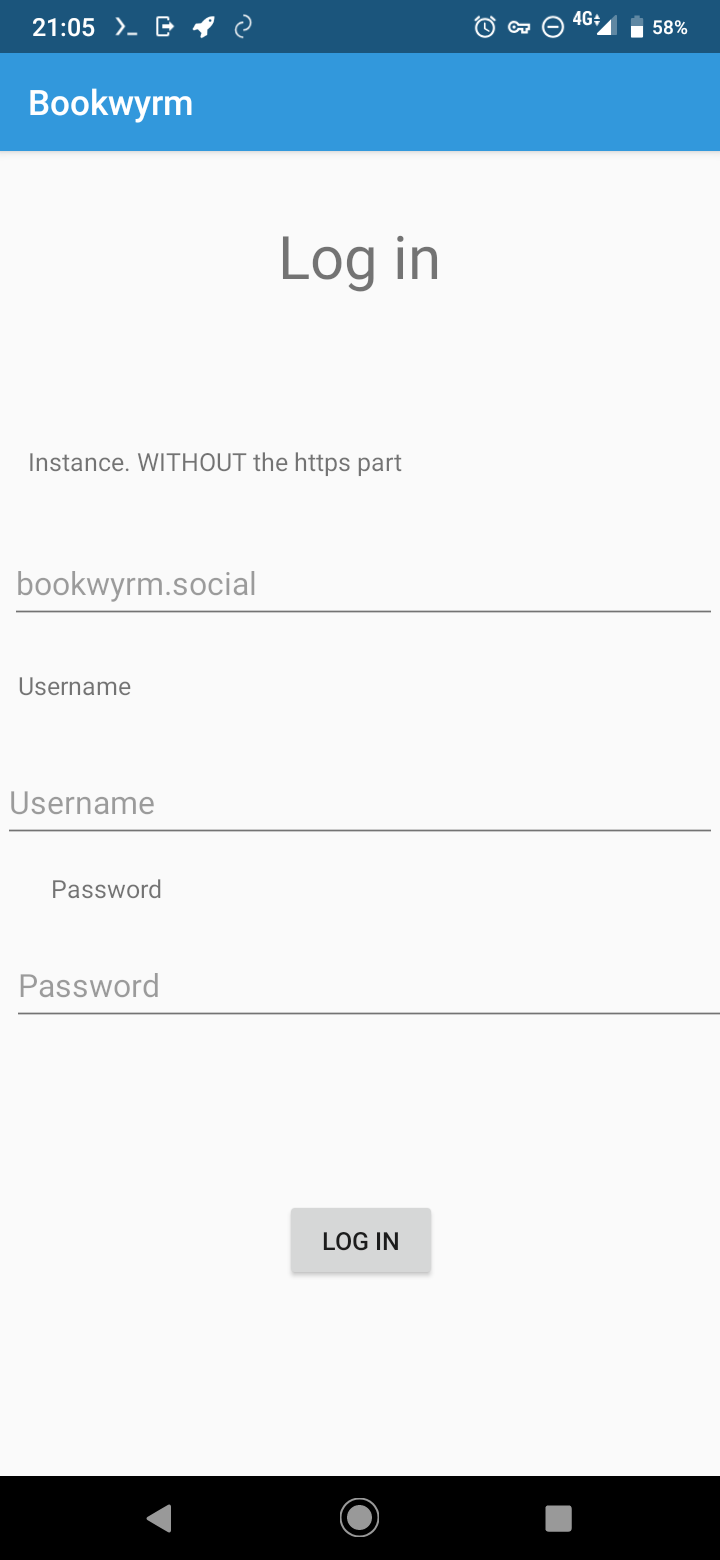 21:05 4G 58%
Bookwyrm
Log in
Instance. WITHOUT the https part
bookwyrm.social
Username
Username
Password
Password
LOG IN